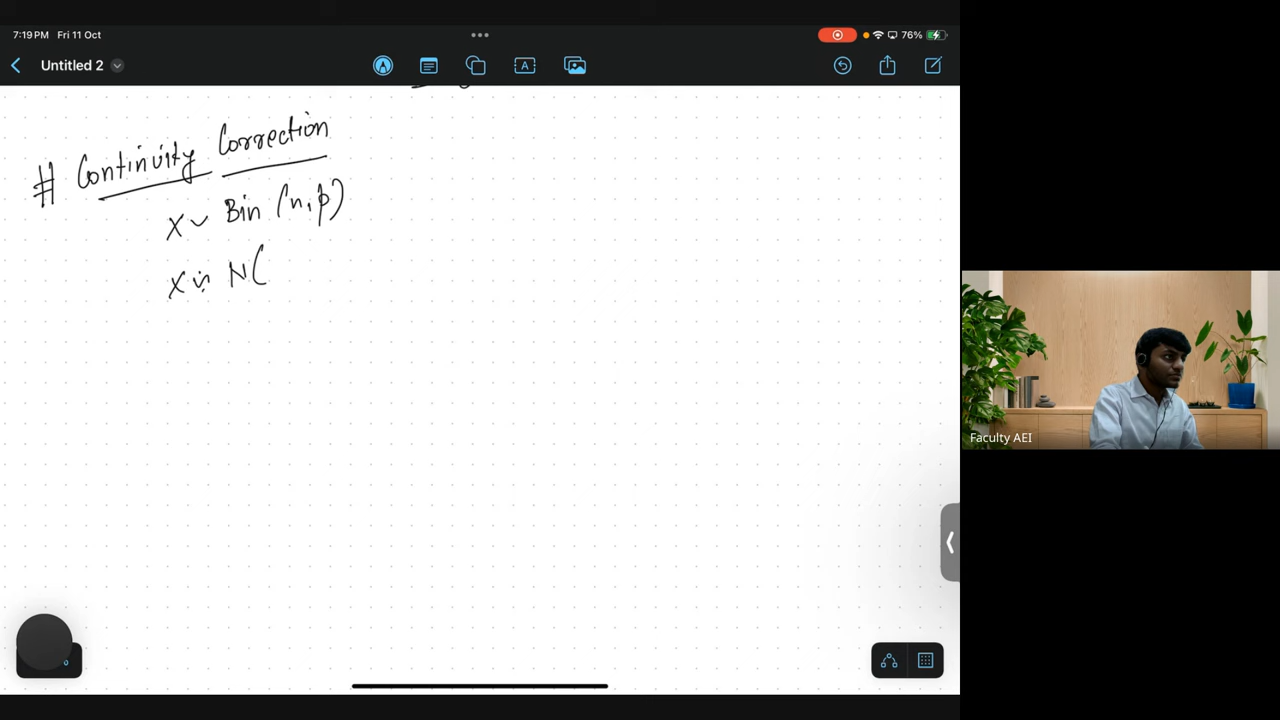 7:19 PM Fri 11 Oct
76%
Untitled 2
A
# Continuity Correction
X ~ Bin (n, p)
X ~ N(
Faculty AEI